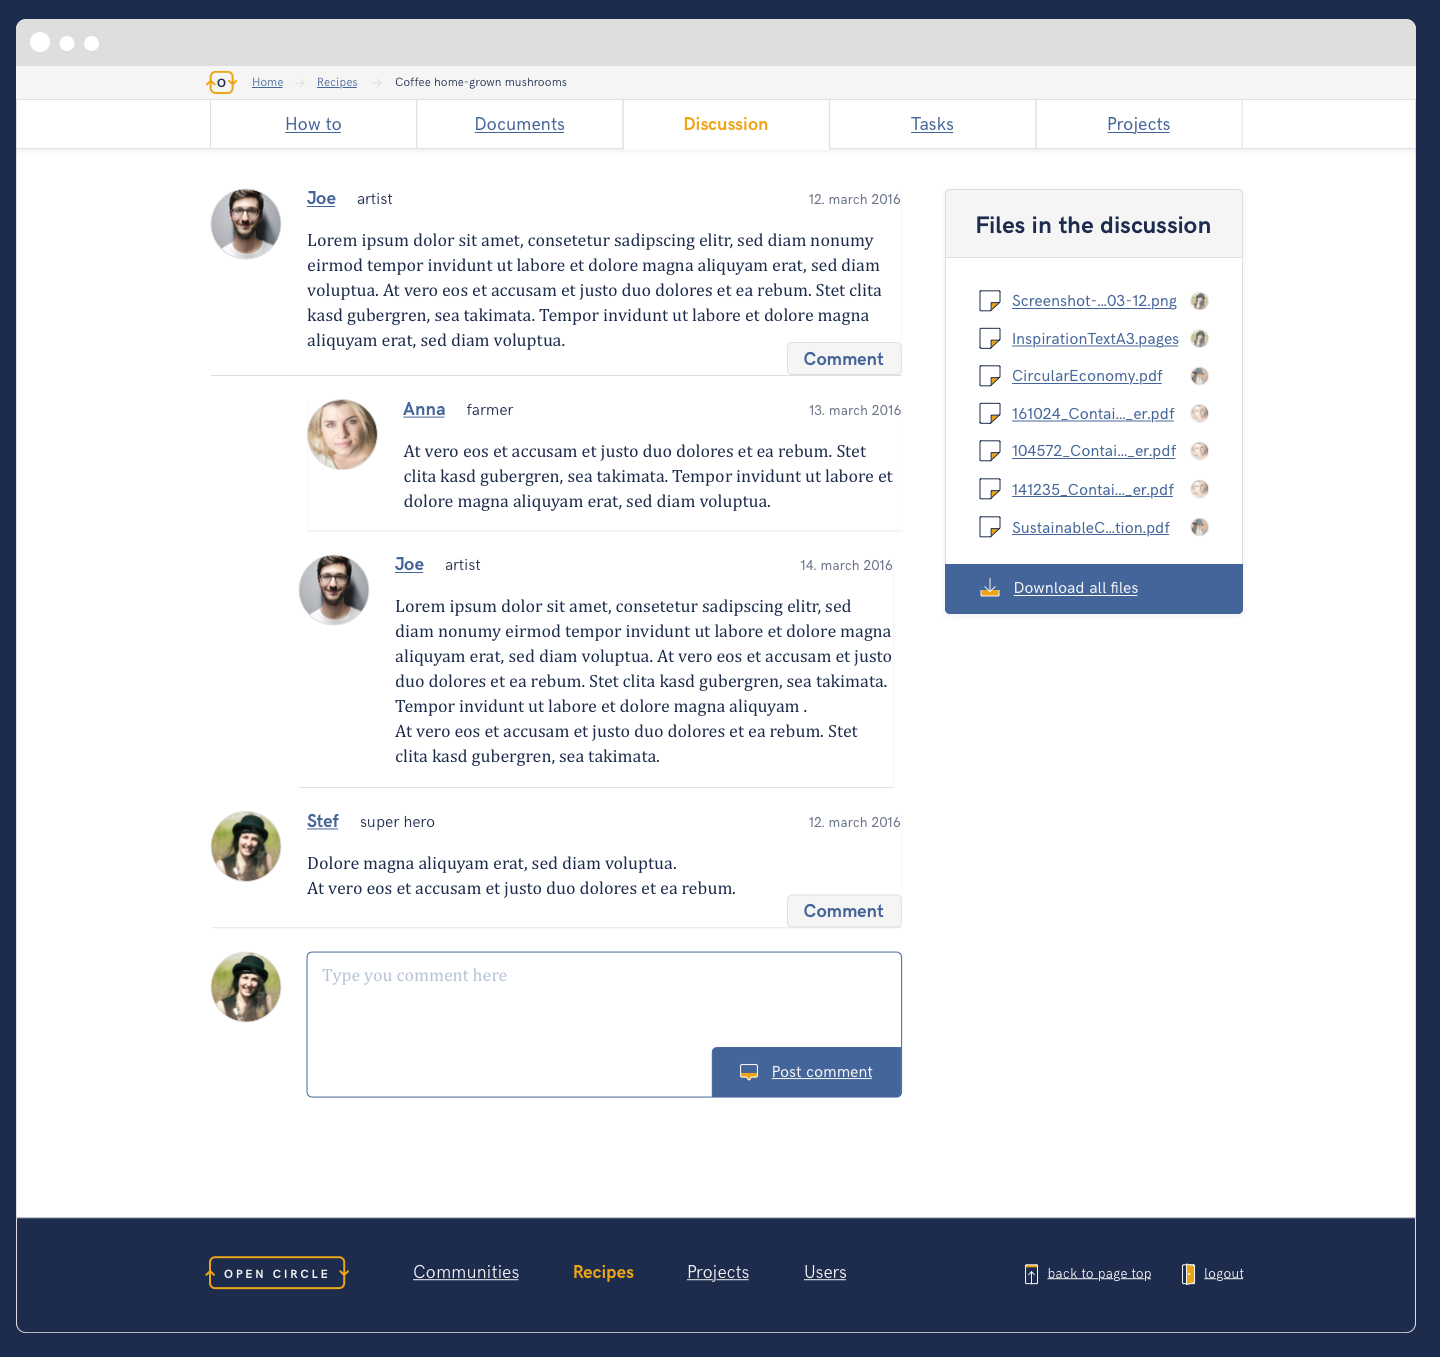 O Home Recipes Coffee home-grown mushrooms
How to Documents Discussion Tasks Projects
Joe artist 12. march 2016
Lorem ipsum dolor sit amet, consetetur sadipscing elitr, sed diam nonumy
eirmod tempor invidunt ut labore et dolore magna aliquyam erat, sed diam
voluptua. At vero eos et accusam et justo duo dolores et ea rebum. Stet clita
kasd gubergren, sea takimata. Tempor invidunt ut labore et dolore magna
aliquyam erat, sed diam voluptua.
Comment
Anna farmer 13. march 2016
At vero eos et accusam et justo duo dolores et ea rebum. Stet
clita kasd gubergren, sea takimata. Tempor invidunt ut labore et
dolore magna aliquyam erat, sed diam voluptua.
Joe artist 14. march 2016
Lorem ipsum dolor sit amet, consetetur sadipscing elitr, sed
diam nonumy eirmod tempor invidunt ut labore et dolore magna
aliquyam erat, sed diam voluptua. At vero eos et accusam et justo
duo dolores et ea rebum. Stet clita kasd gubergren, sea takimata.
Tempor invidunt ut labore et dolore magna aliquyam .
At vero eos et accusam et justo duo dolores et ea rebum. Stet
clita kasd gubergren, sea takimata.
Stef super hero 12. march 2016
Dolore magna aliquyam erat, sed diam voluptua.
At vero eos et accusam et justo duo dolores et ea rebum.
Comment
Type you comment here
Post comment
Files in the discussion
Screenshot-...03-12.png
InspirationTextA3.pages
CircularEconomy.pdf
161024_Contai..._er.pdf
104572_Contai..._er.pdf
141235_Contai..._er.pdf
SustainableC...tion.pdf
Download all files
OPEN CIRCLE Communities Recipes Projects Users back to page top logout